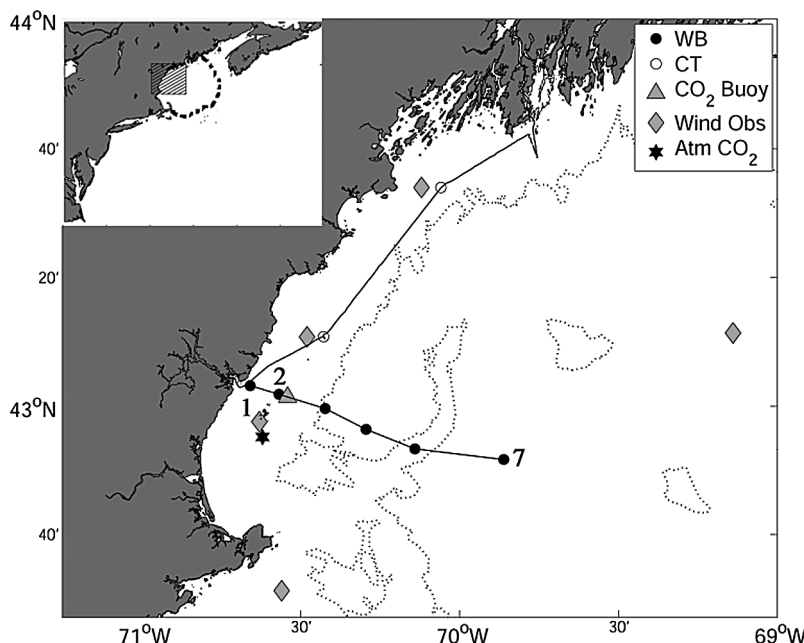 44°N
WB
CT
CO2 Buoy
Wind Obs
Atm CO2
40'
20'
2
43°N
1
7
40'
71°W
30'
70°W
30'
69°W